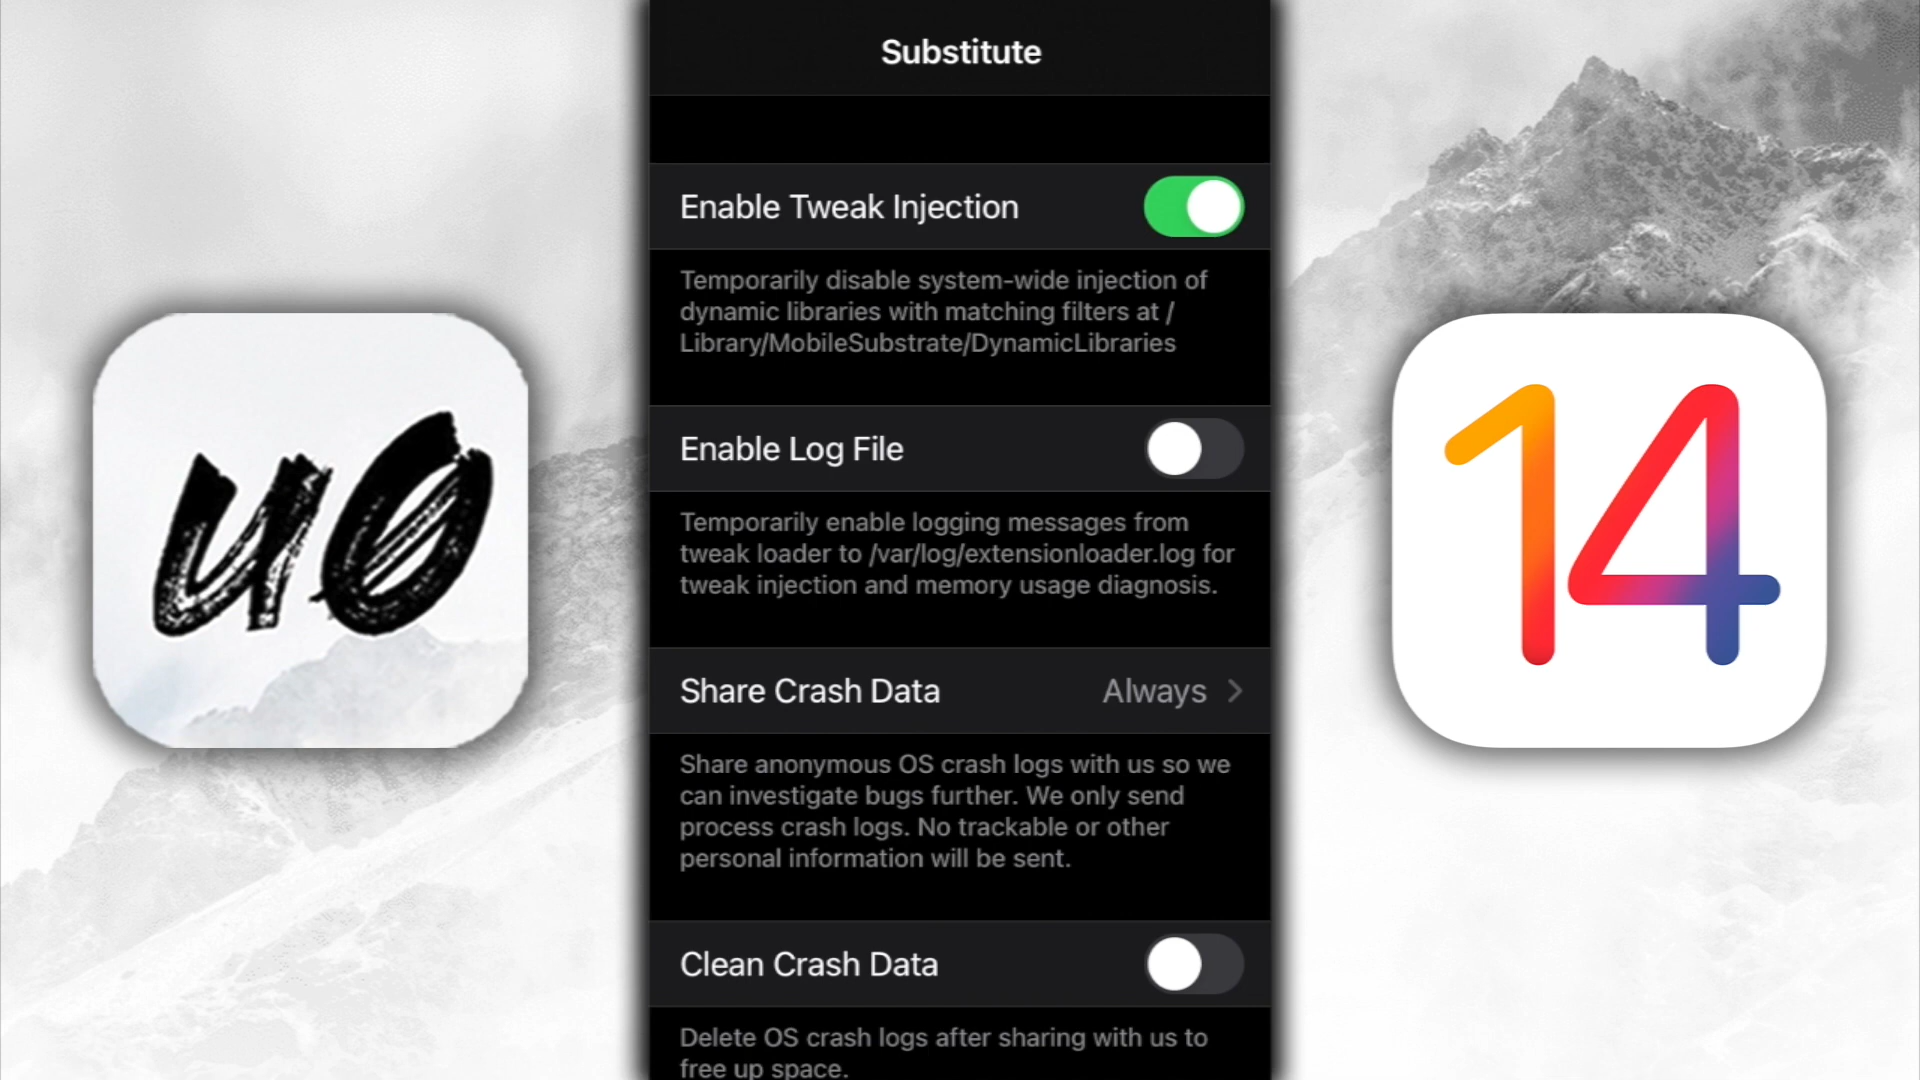 Substitute
Enable Tweak Injection
Temporarily disable system-wide injection of
dynamic libraries with matching filters at /
Library/MobileSubstrate/DynamicLibraries
Enable Log File
Temporarily enable logging messages from
tweak loader to /var/log/extensionloader.log for
tweak injection and memory usage diagnosis.
Share Crash Data Always
Share anonymous OS crash logs with us so we
can investigate bugs further. We only send
process crash logs. No trackable or other
personal information will be sent.
Clean Crash Data
Delete OS crash logs after sharing with us to
free up space.
u0
14